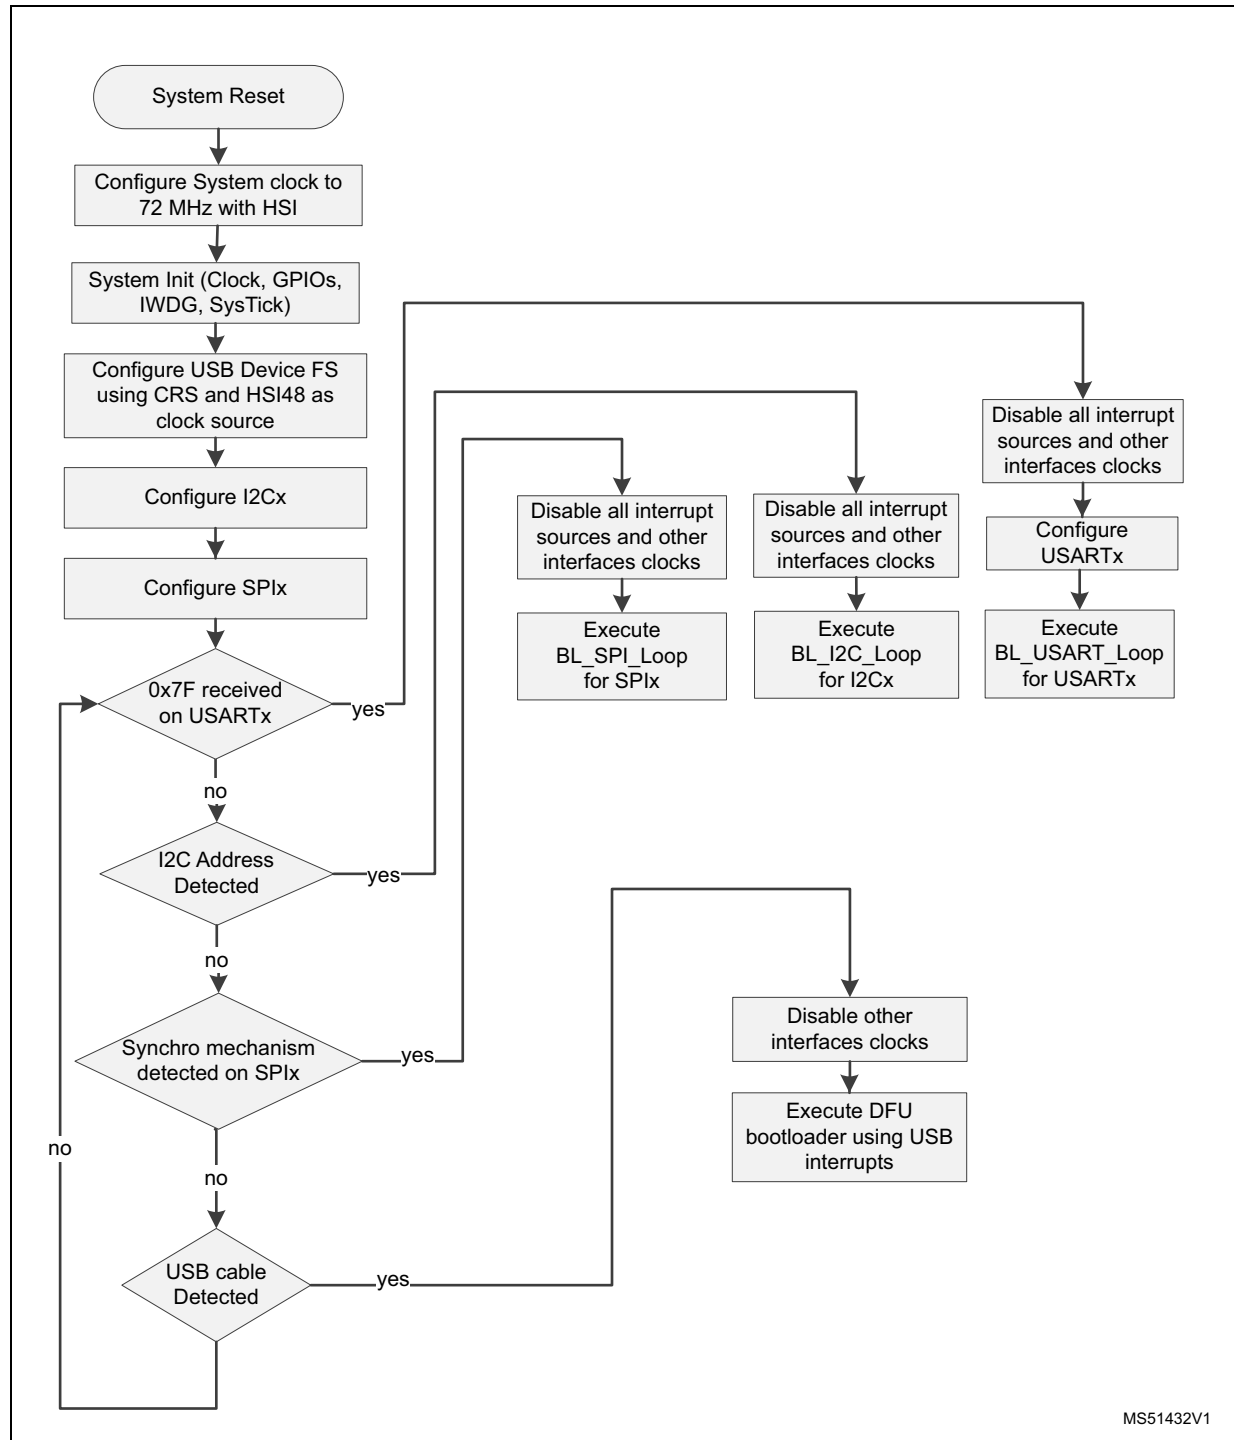 System Reset
Configure System clock to
72 MHz with HSI
System Init (Clock, GPIOs,
IWDG, SysTick)
Configure USB Device FS
using CRS and HSI48 as
clock source
Configure I2Cx
Configure SPIx
0x7F received
on USARTx
yes
no
I2C Address
Detected
yes
no
Synchro mechanism
detected on SPIx
yes
no
USB cable
Detected
yes
no
Disable all interrupt
sources and other
interfaces clocks
Execute
BL_SPI_Loop
for SPIx
Disable all interrupt
sources and other
interfaces clocks
Execute
BL_I2C_Loop
for I2Cx
Disable all interrupt
sources and other
interfaces clocks
Configure
USARTx
Execute
BL_USART_Loop
for USARTx
Disable other
interfaces clocks
Execute DFU
bootloader using USB
interrupts
MS51432V1